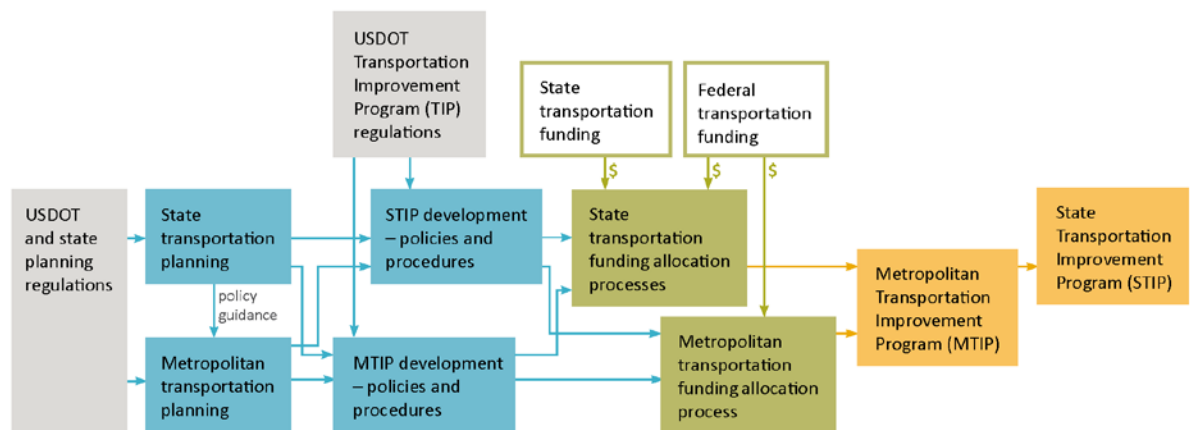 USDOT
Transportation
Improvement
Program (TIP)
regulations
State
transportation
funding
Federal
transportation
funding
$
$
$
USDOT
and state
planning
regulations
State
transportation
planning
policy
guidance
Metropolitan
transportation
planning
STIP development
– policies and
procedures
MTIP development
– policies and
procedures
State
transportation
funding allocation
processes
Metropolitan
transportation
funding allocation
process
Metropolitan
Transportation
Improvement
Program (MTIP)
State
Transportation
Improvement
Program (STIP)